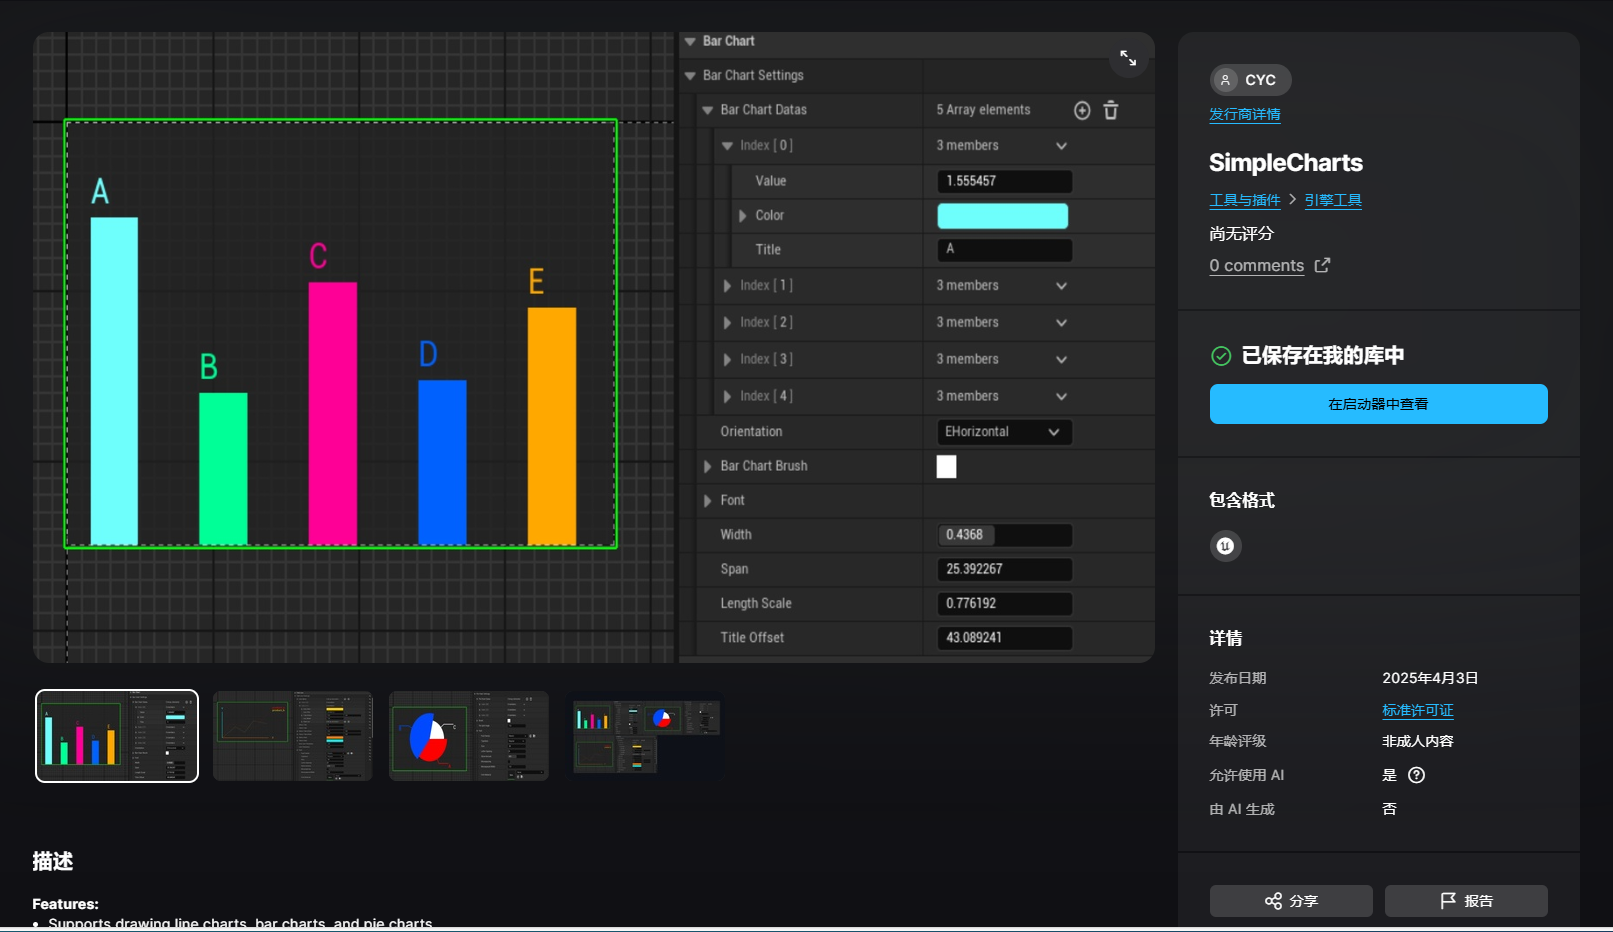 A
B
C
D
E
Bar Chart
Bar Chart Settings
Bar Chart Datas 5 Array elements
Index [ 0 ] 3 members
Value 1.555457
Color
Title A
Index [ 1 ] 3 members
Index [ 2 ] 3 members
Index [ 3 ] 3 members
Index [ 4 ] 3 members
Orientation EHorizontal
Bar Chart Brush
Font
Width 0.4368
Span 25.392267
Length Scale 0.776192
Title Offset 43.089241
描述
Features:
• Supports drawing line charts, bar charts, and pie charts
CYC
发行商详情
SimpleCharts
工具与插件 > 引擎工具
尚无评分
0 comments
已保存在我的库中
在启动器中查看
包含格式
详情
发布日期 2025年4月3日
许可 标准许可证
年龄评级 非成人内容
允许使用 AI 是
由 AI 生成 否
分享
报告